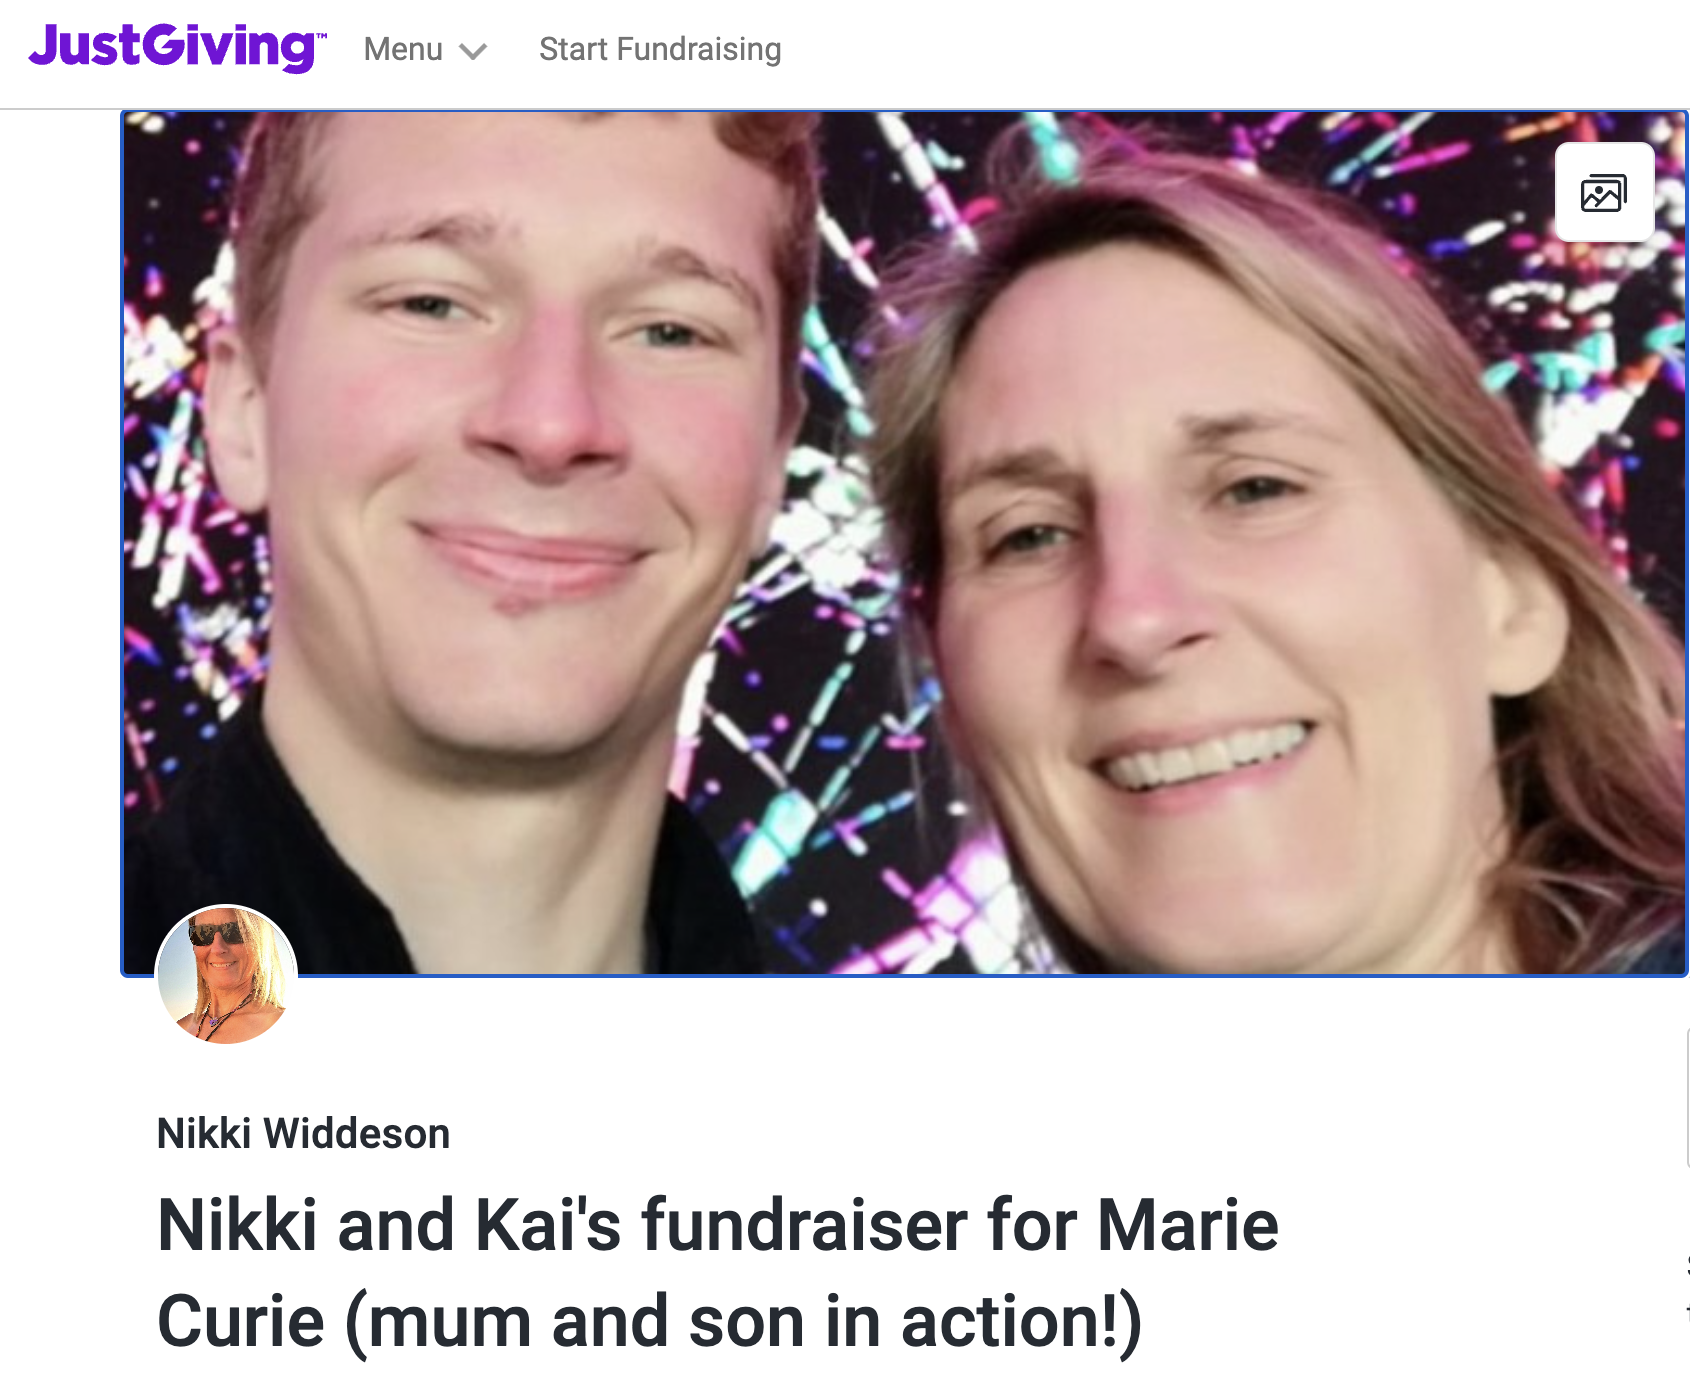 JustGiving™ Menu Start Fundraising
Nikki Widdeson
Nikki and Kai's fundraiser for Marie
Curie (mum and son in action!)